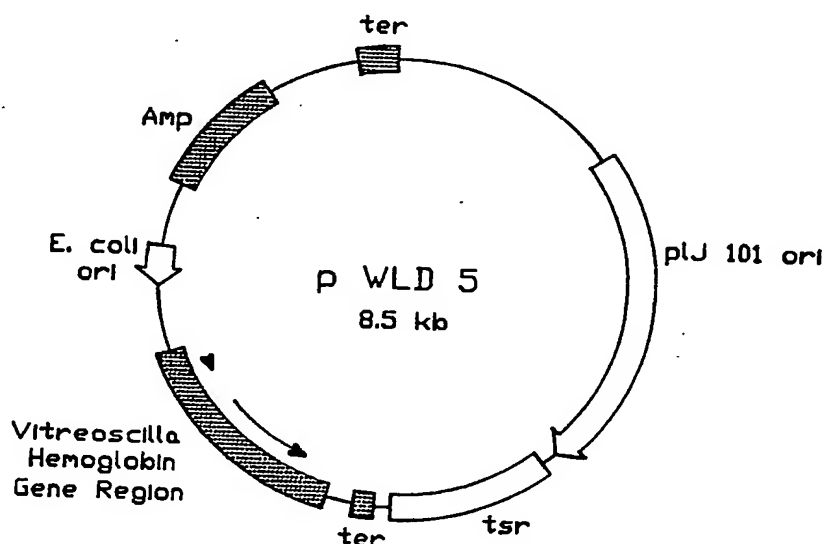 ter
Amp
E. coli
ori
p WLD 5
8.5 kb
pIJ 101 ori
Vitreoscilla
Hemoglobin
Gene Region
ter
tsr